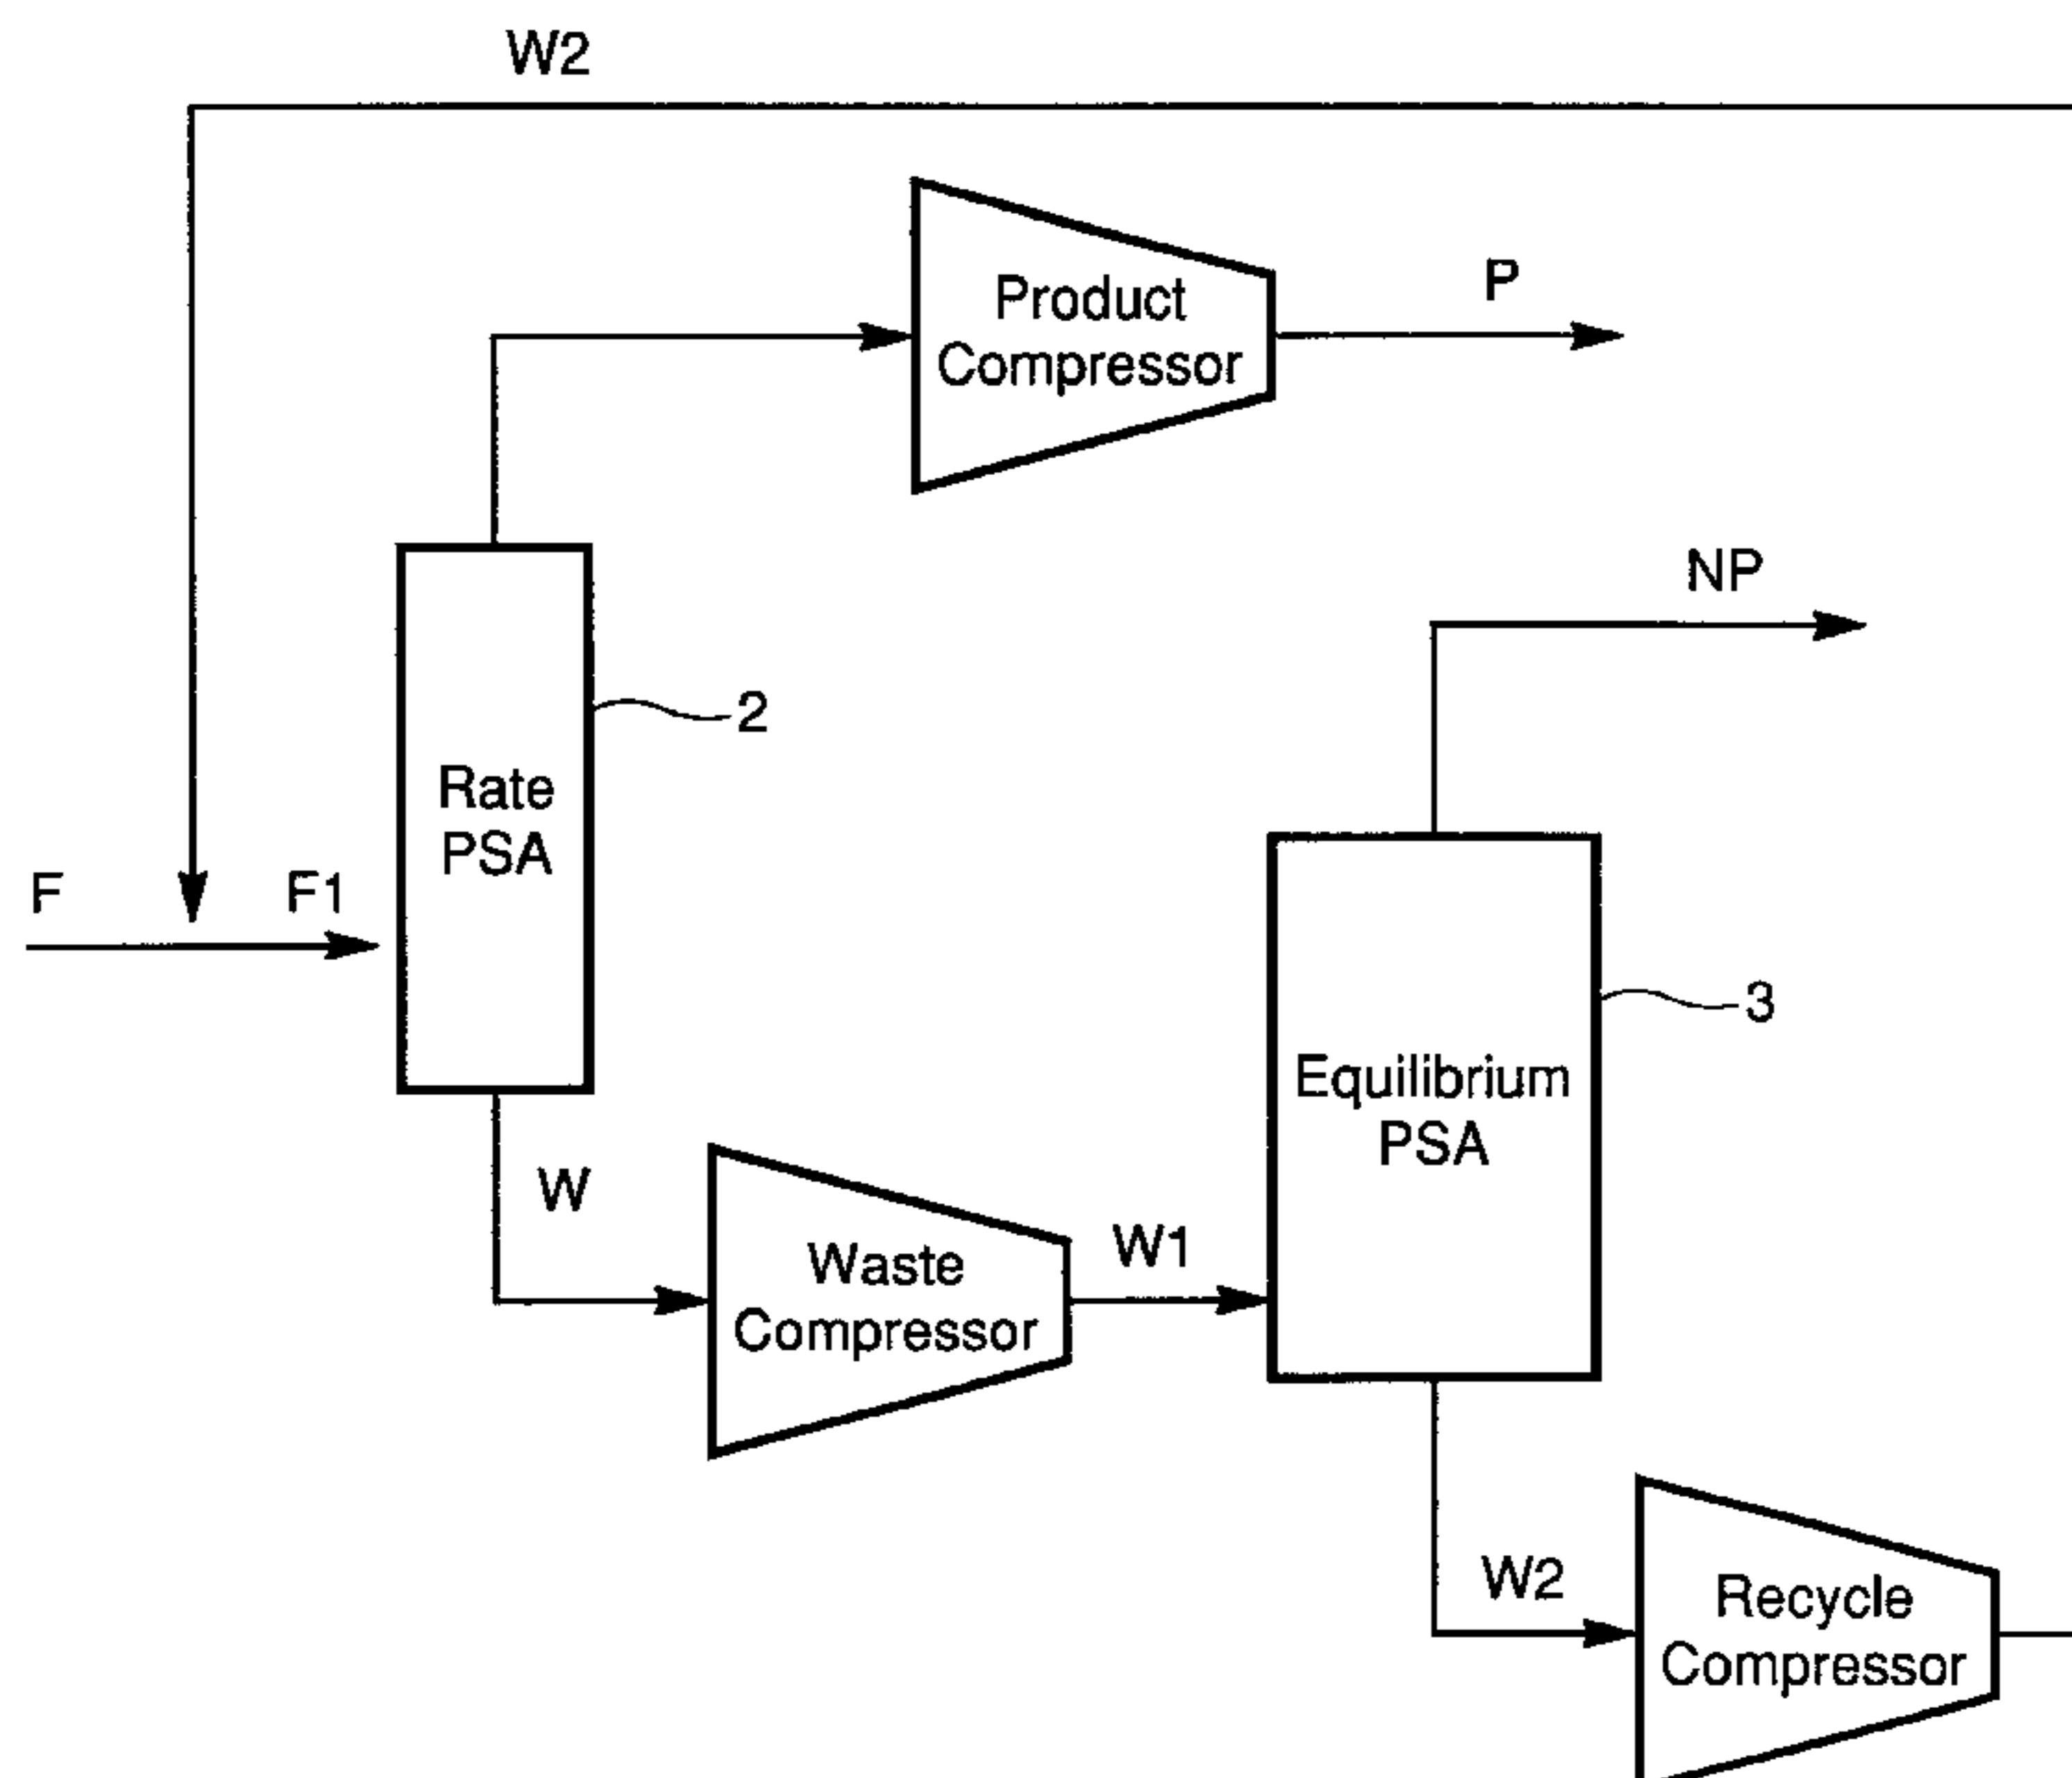 W2
Product
Compressor
P
NP
2
Rate
PSA
F
F1
3
Equilibrium
PSA
W
Waste
Compressor
W1
W2
Recycle
Compressor